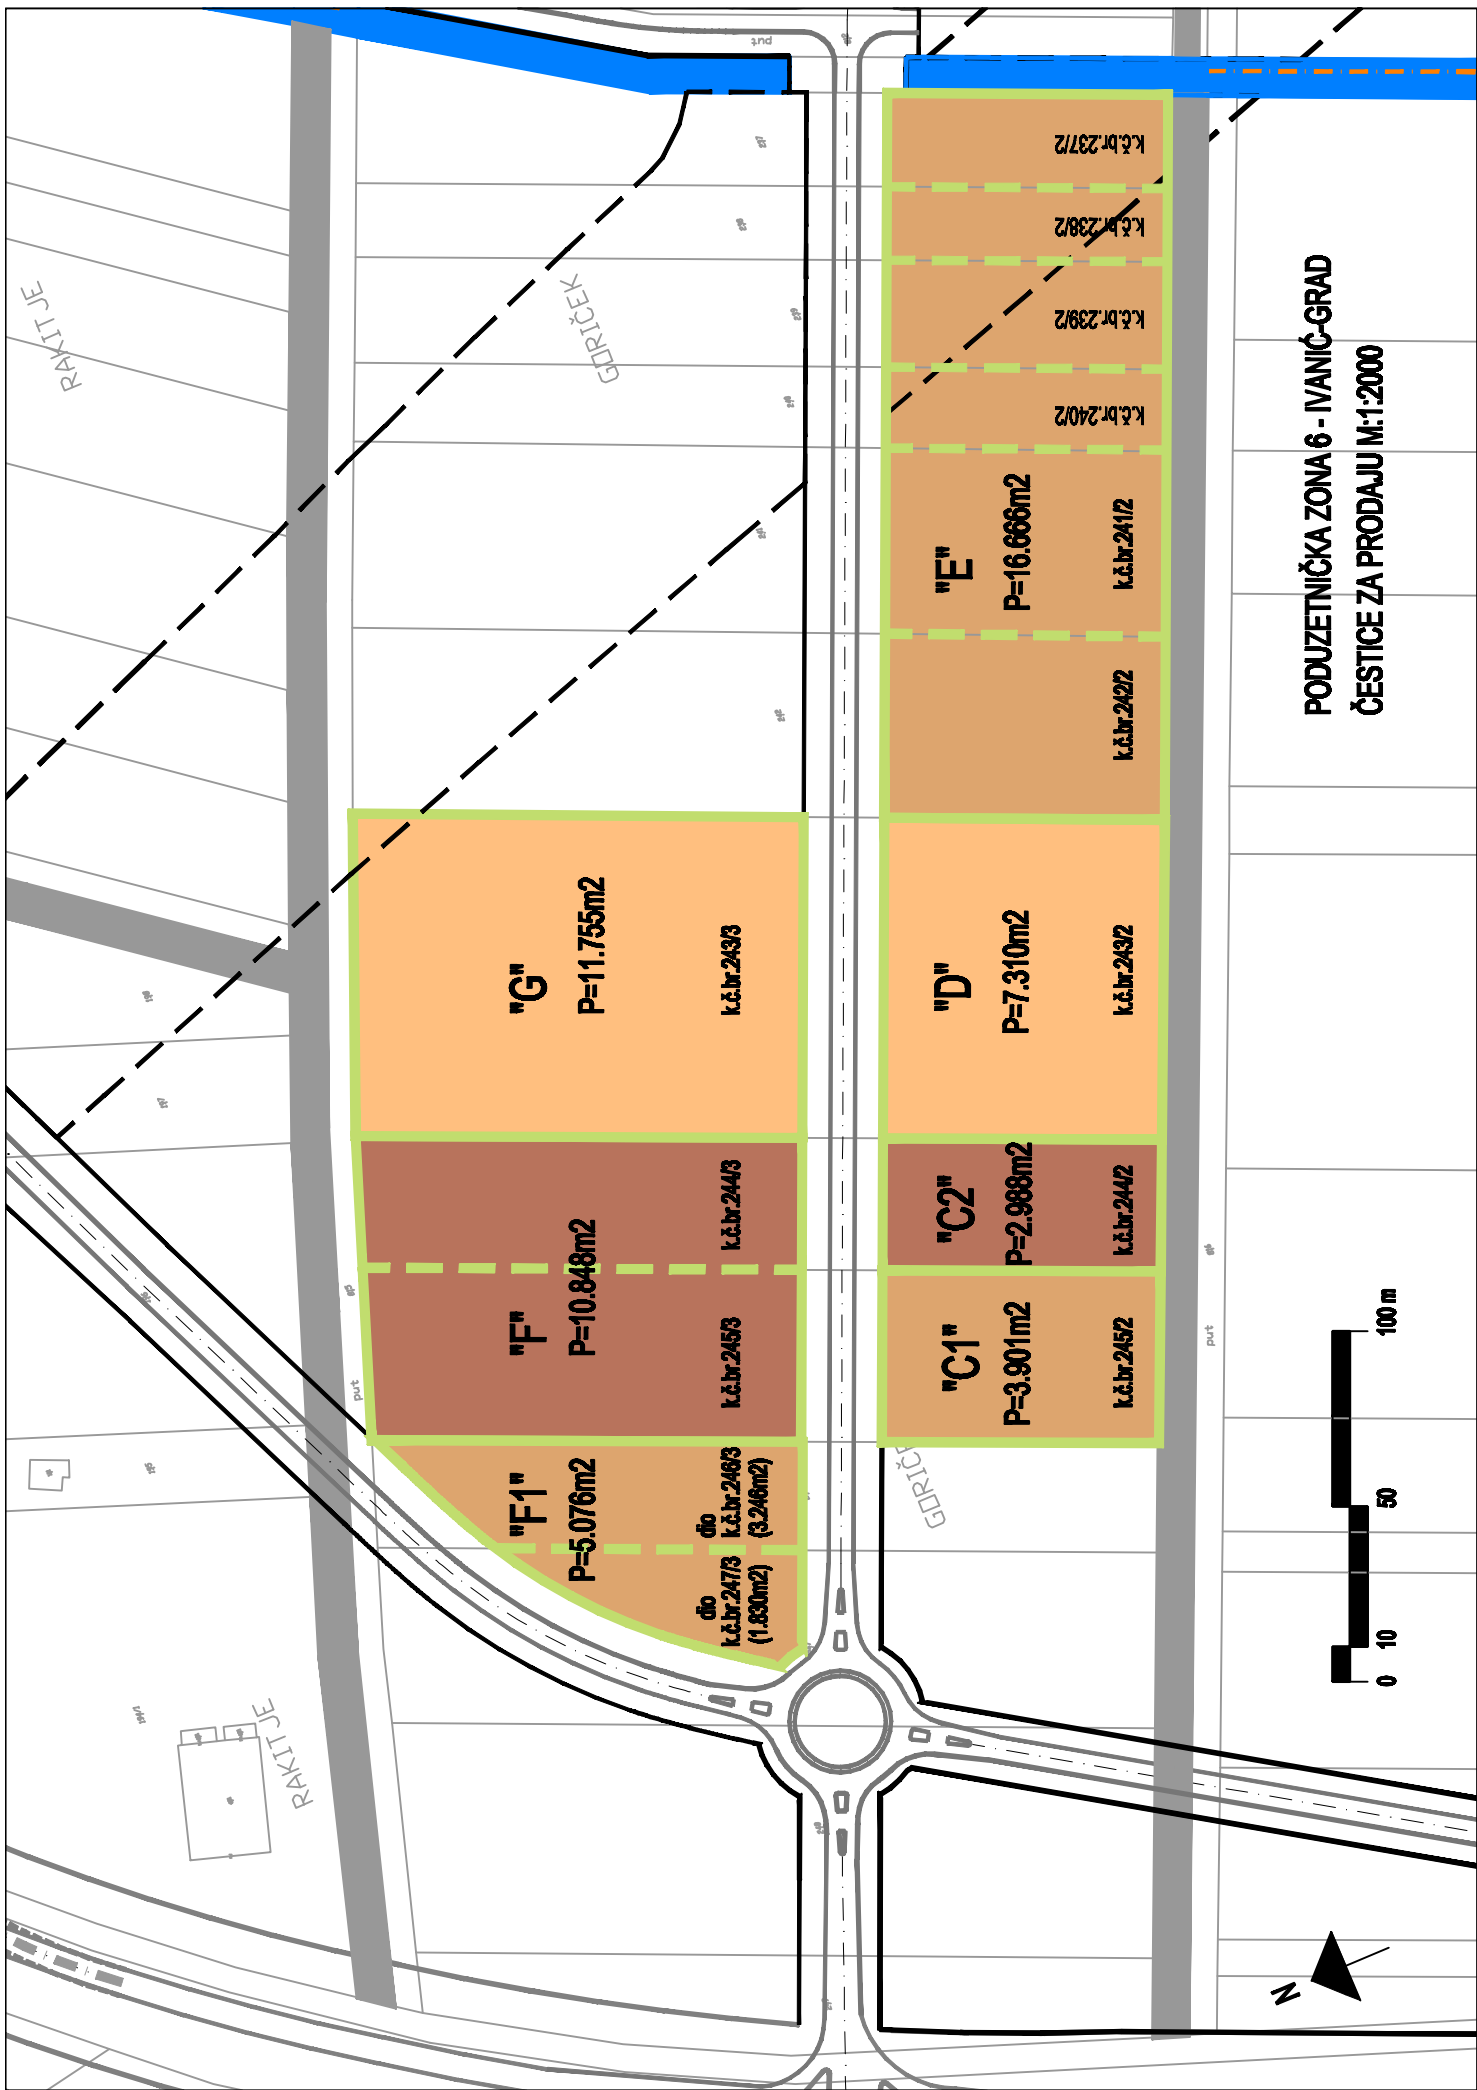 PODUZETNIČKA ZONA 6 - IVANIĆ-GRAD
ČESTICE ZA PRODAJU M:1:2000
"F1"
P=5.076m2
dio
k.č.br.247/3
(1.830m2)
dio
k.č.br.246/3
(3.246m2)
"F"
P=10.848m2
k.č.br.245/3
k.č.br.244/3
"G"
P=11.755m2
k.č.br.243/3
"C1"
P=3.901m2
k.č.br.245/2
"C2"
P=2.988m2
k.č.br.244/2
"D"
P=7.310m2
k.č.br.243/2
"E"
P=16.666m2
k.č.br.242/2
k.č.br.241/2
k.č.br.240/2
k.č.br.239/2
k.č.br.238/2
k.č.br.237/2
RAKITJE
GORIČEK
RAKITJE
GORIČE
put
put
put
0 10 50 100 m
N